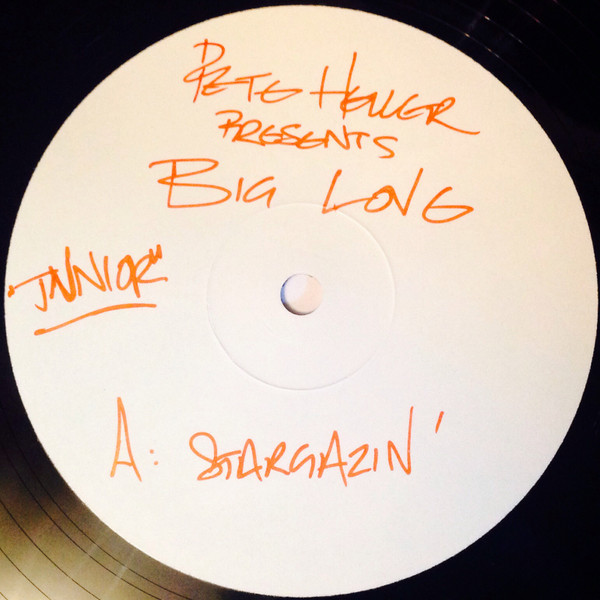 PETE HELLER
PRESENTS
BIG LOVE
"JUNIOR"
A: STARGAZIN'